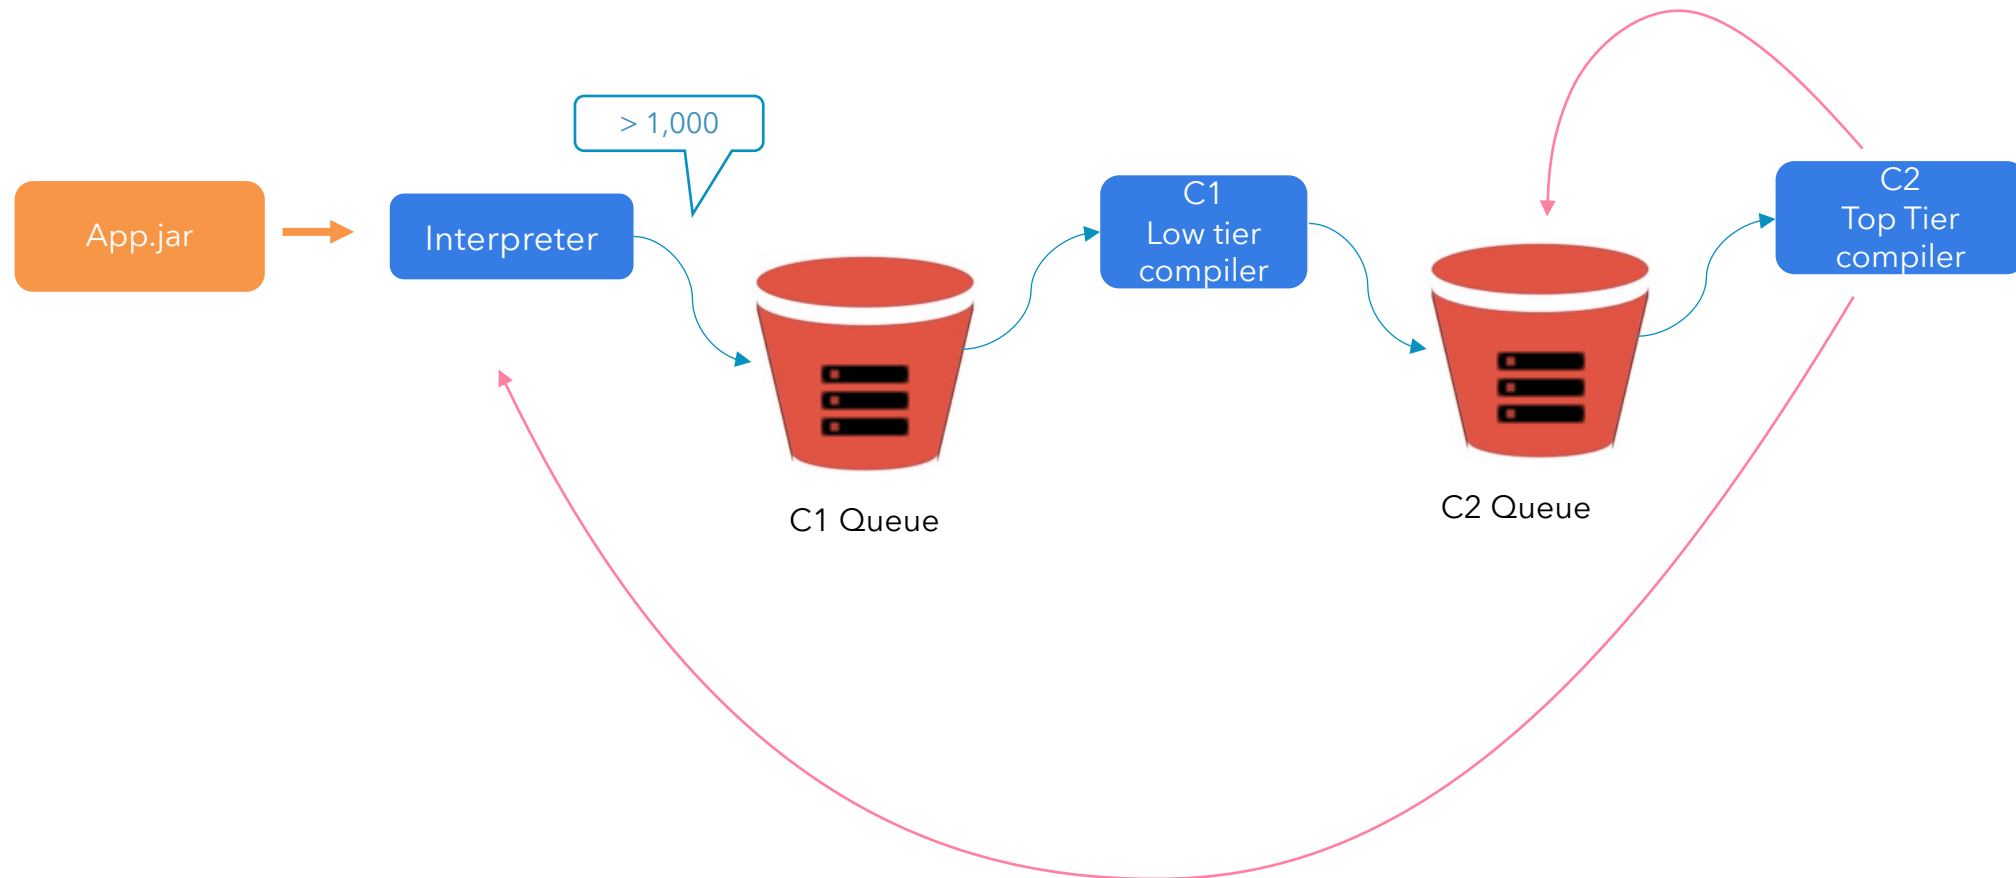 > 1,000
App.jar
Interpreter
C1
Low tier
compiler
C2
Top Tier
compiler
C1 Queue
C2 Queue